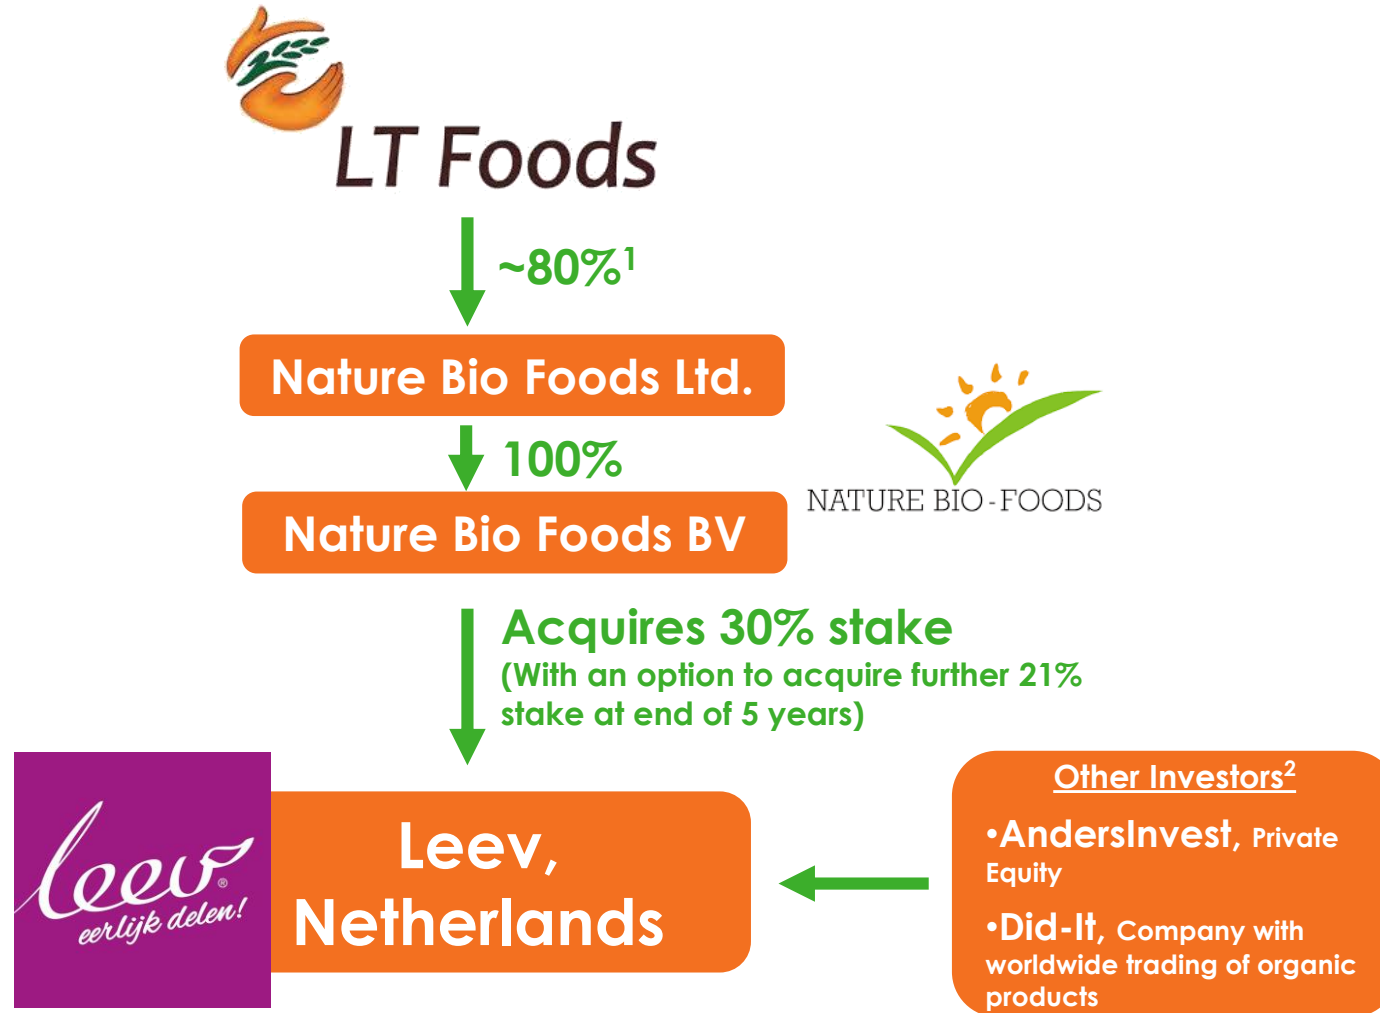 LT Foods
~80%¹
Nature Bio Foods Ltd.
100%
NATURE BIO-FOODS
Nature Bio Foods BV
Acquires 30% stake
(With an option to acquire further 21%
stake at end of 5 years)
leev®
eerlijk delen!
Leev,
Netherlands
Other Investors²
•AndersInvest, Private
Equity
•Did-It, Company with
worldwide trading of organic
products